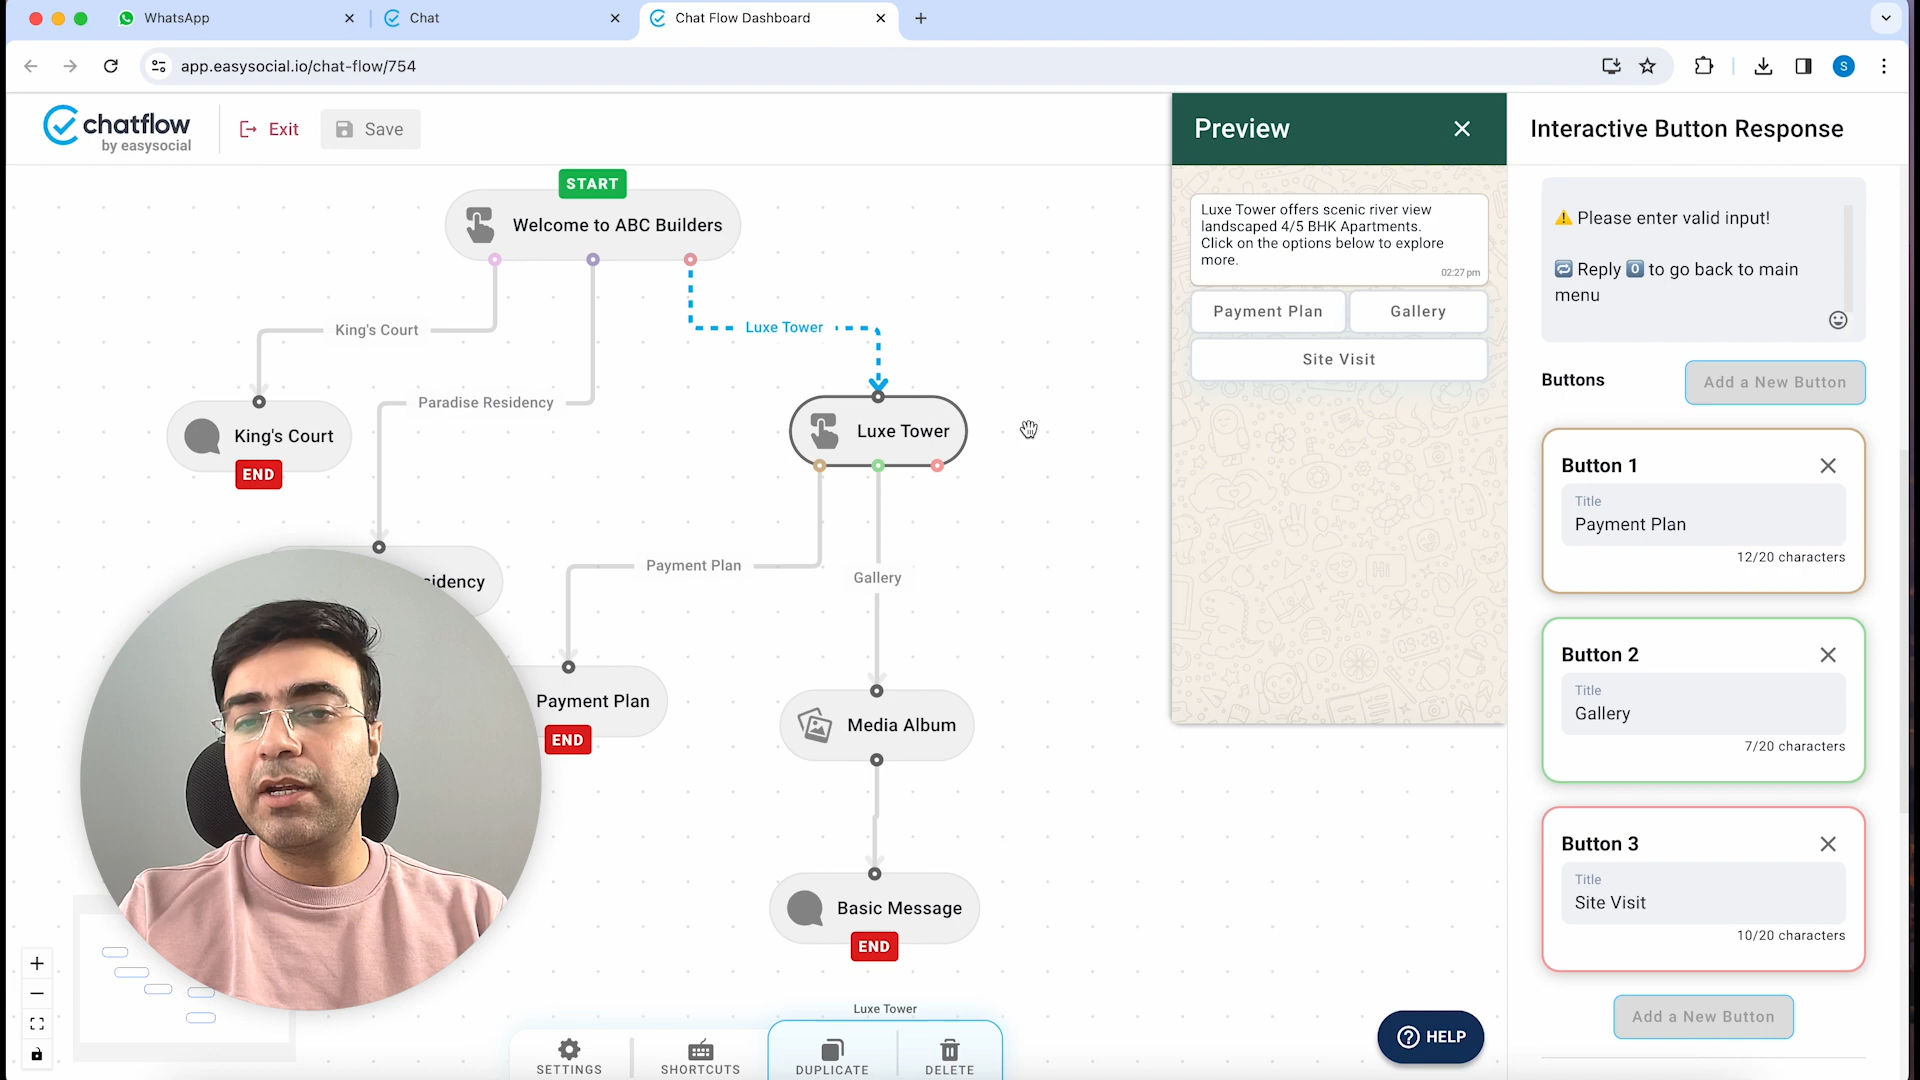 WhatsApp
Chat
Chat Flow Dashboard
app.easysocial.io/chat-flow/754
chatflow
by easysocial
Exit
Save
START
Welcome to ABC Builders
King's Court
Luxe Tower
Paradise Residency
King's Court
END
Luxe Tower
Payment Plan
Gallery
idency
Payment Plan
END
Media Album
Basic Message
END
Luxe Tower
SETTINGS
SHORTCUTS
DUPLICATE
DELETE
HELP
Preview
Luxe Tower offers scenic river view
landscaped 4/5 BHK Apartments.
Click on the options below to explore
more.
02:27 pm
Payment Plan
Gallery
Site Visit
Interactive Button Response
⚠️ Please enter valid input!
🔁 Reply 0️⃣ to go back to main
menu
Buttons
Add a New Button
Button 1
Title
Payment Plan
12/20 characters
Button 2
Title
Gallery
7/20 characters
Button 3
Title
Site Visit
10/20 characters
Add a New Button
S